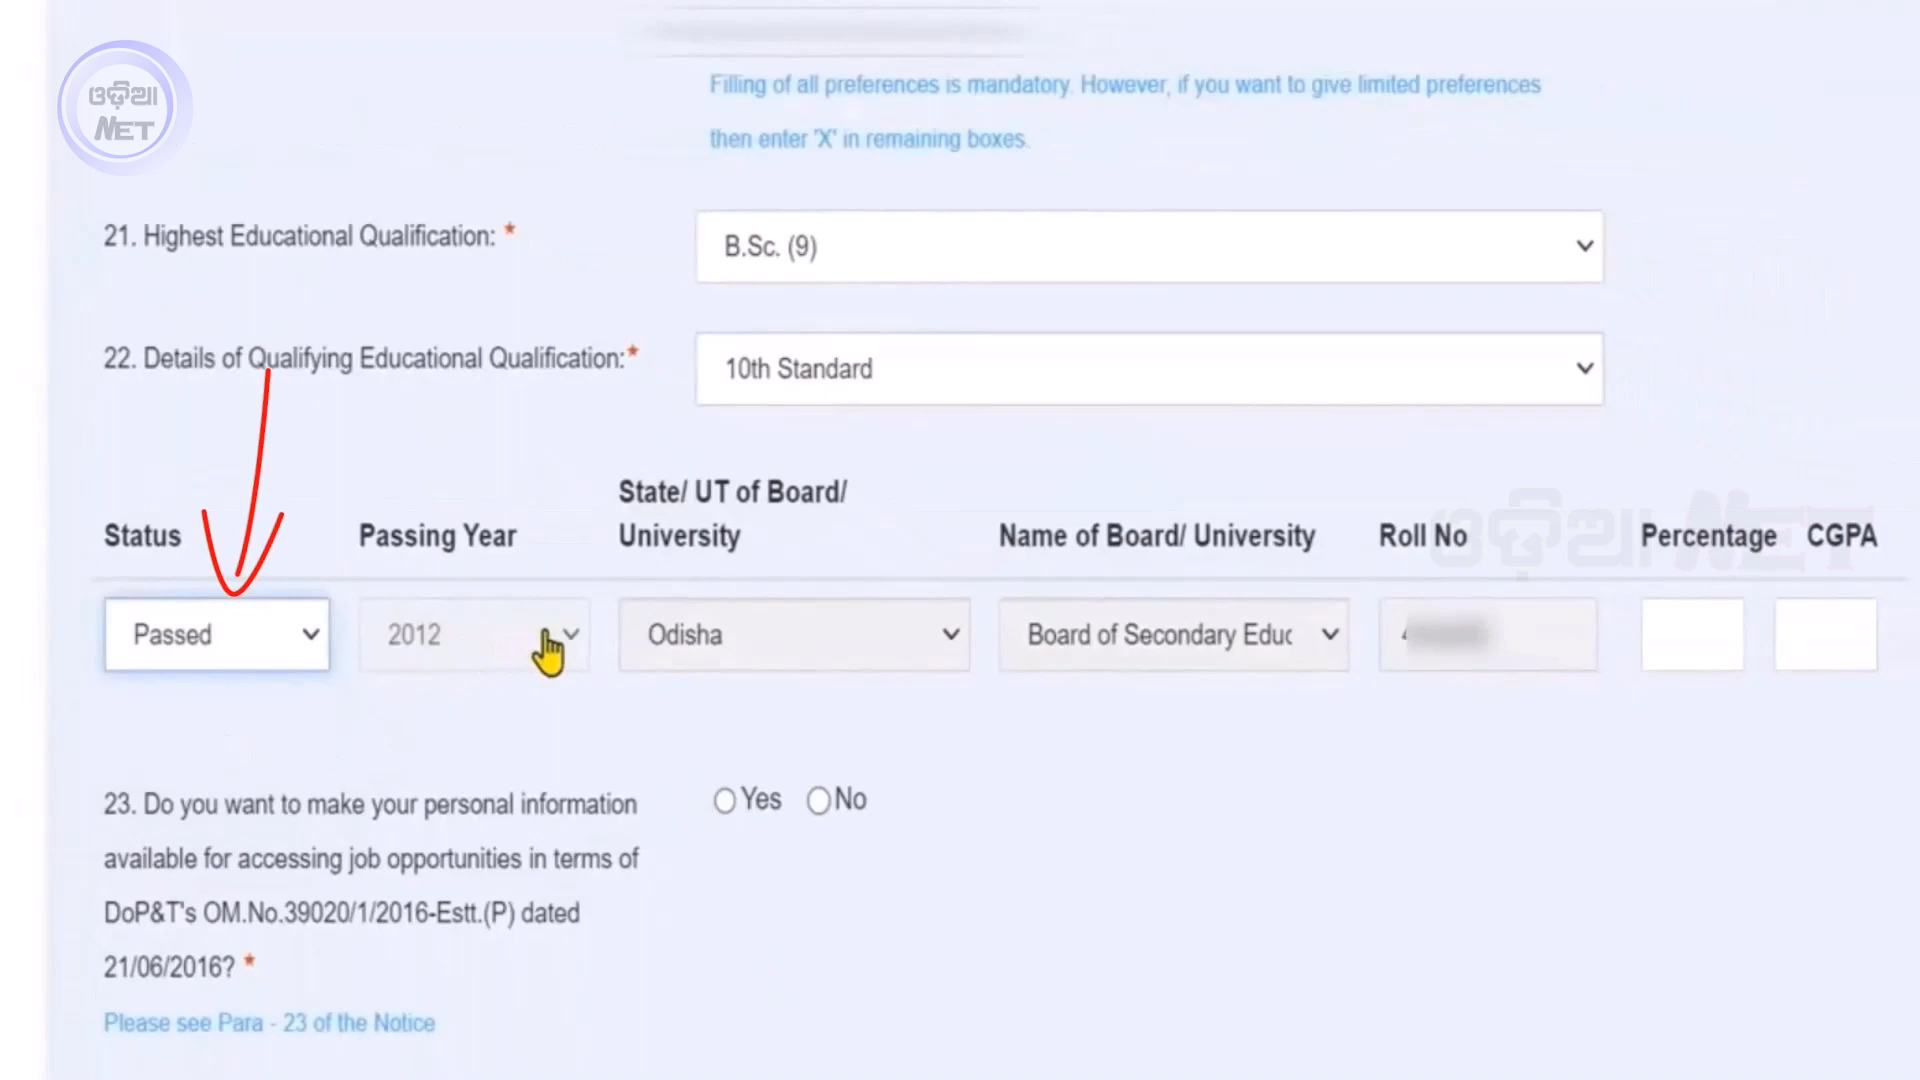 ଓଡ଼ିଆ
NET
Filling of all preferences is mandatory. However, if you want to give limited preferences
then enter 'X' in remaining boxes.
21. Highest Educational Qualification: *
B.Sc. (9)
22. Details of Qualifying Educational Qualification:*
10th Standard
Status
Passing Year
State/ UT of Board/
University
Name of Board/ University
Roll No
Percentage
CGPA
ଓଡ଼ିଆ NET
Passed
2012
Odisha
Board of Secondary Educ
23. Do you want to make your personal information
available for accessing job opportunities in terms of
DoP&T's OM.No.39020/1/2016-Estt.(P) dated
21/06/2016? *
Yes
No
Please see Para - 23 of the Notice